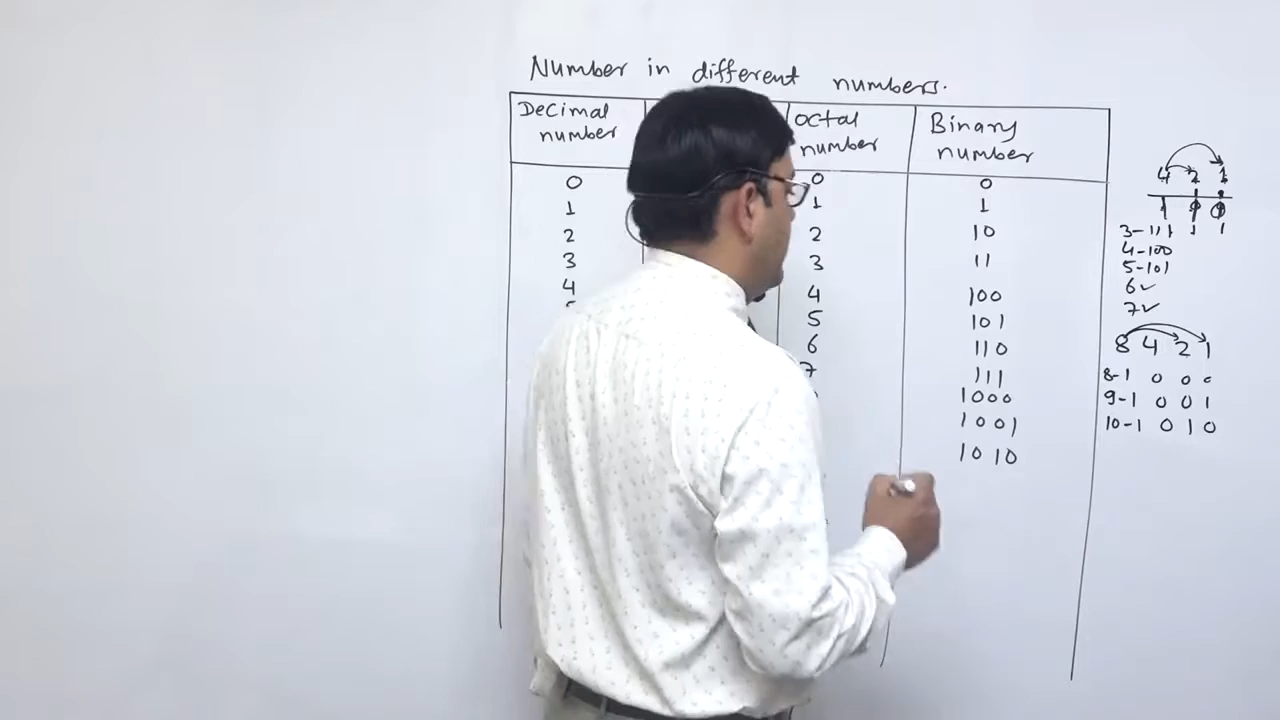 Number in different numbers.
Decimal number
Octal number
Binary number
0 0 0
1 1 1
2 2 10
3 3 11
4 4 100
5 101
6 110
7 111
1000
1001
1010
4 2 1
1 0 0
3-111 1 1
4-100
5-101
6✓
7✓
8 4 2 1
8-1 0 0 0
9-1 0 0 1
10-1 0 1 0